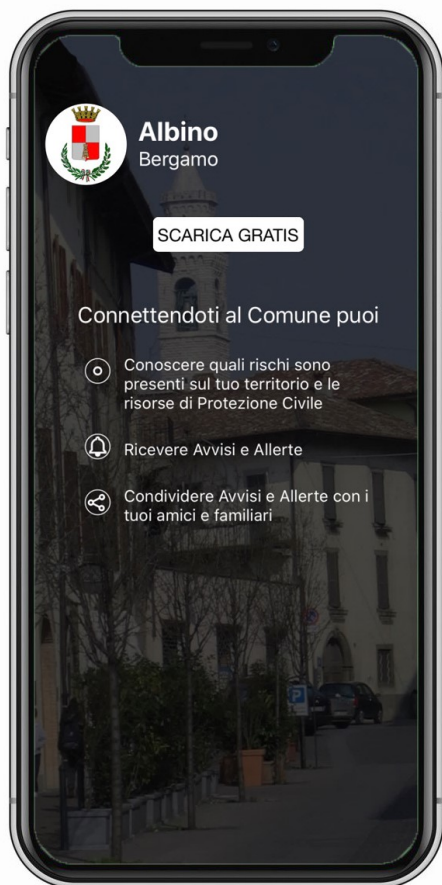 Albino
Bergamo
SCARICA GRATIS
Connettendoti al Comune puoi
Conoscere quali rischi sono
presenti sul tuo territorio e le
risorse di Protezione Civile
Ricevere Avvisi e Allerte
Condividere Avvisi e Allerte con i
tuoi amici e familiari
P